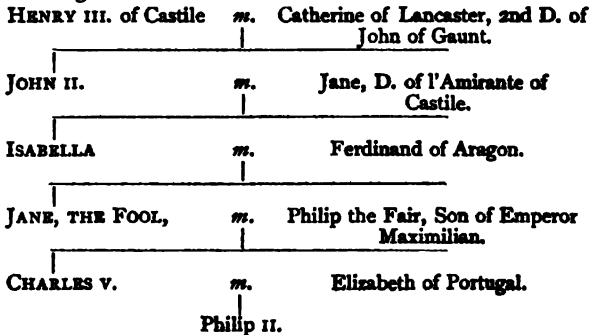 HENRY III. of Castile m. Catherine of Lancaster, 2nd D. of
John of Gaunt.
JOHN II. m. Jane, D. of l'Amirante of
Castile.
ISABELLA m. Ferdinand of Aragon.
JANE, THE FOOL, m. Philip the Fair, Son of Emperor
Maximilian.
CHARLES V. m. Elizabeth of Portugal.
Philip II.